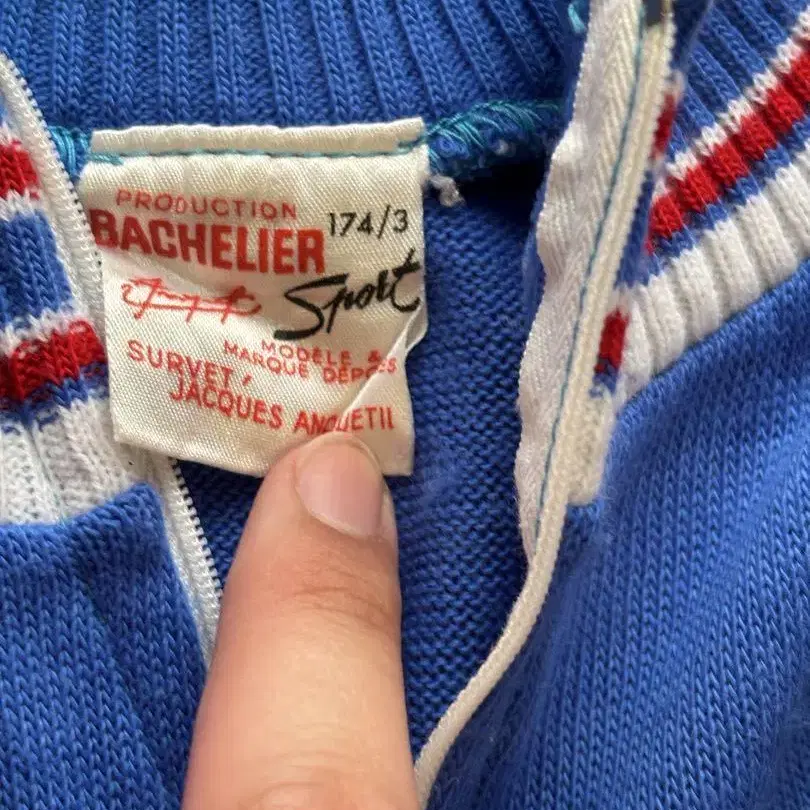 PRODUCTION
BACHELIER 174/3
Sport
MODÈLE &
MARQUE DÉPOSÉS
SURVET'
JACQUES ANQUETIL